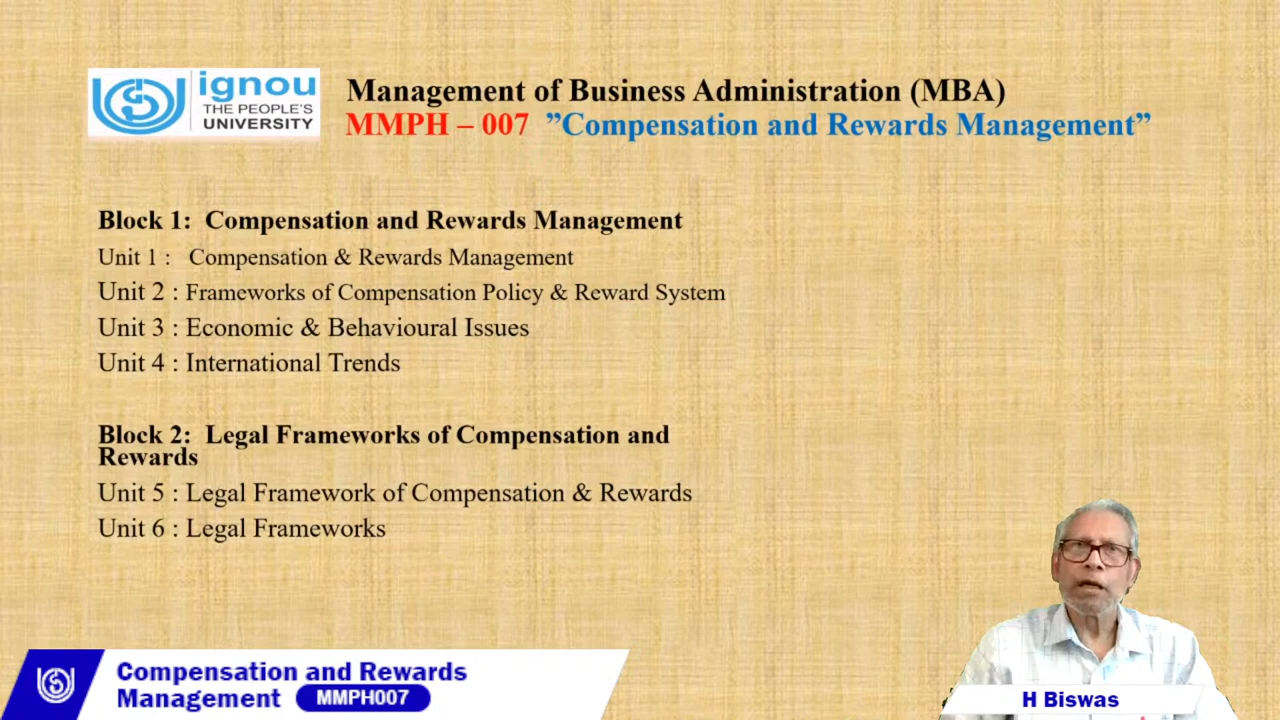 ignou
THE PEOPLE'S
UNIVERSITY
Management of Business Administration (MBA)
MMPH – 007 ”Compensation and Rewards Management”
Block 1: Compensation and Rewards Management
Unit 1 : Compensation & Rewards Management
Unit 2 : Frameworks of Compensation Policy & Reward System
Unit 3 : Economic & Behavioural Issues
Unit 4 : International Trends
Block 2: Legal Frameworks of Compensation and
Rewards
Unit 5 : Legal Framework of Compensation & Rewards
Unit 6 : Legal Frameworks
Compensation and Rewards
Management MMPH007
H Biswas